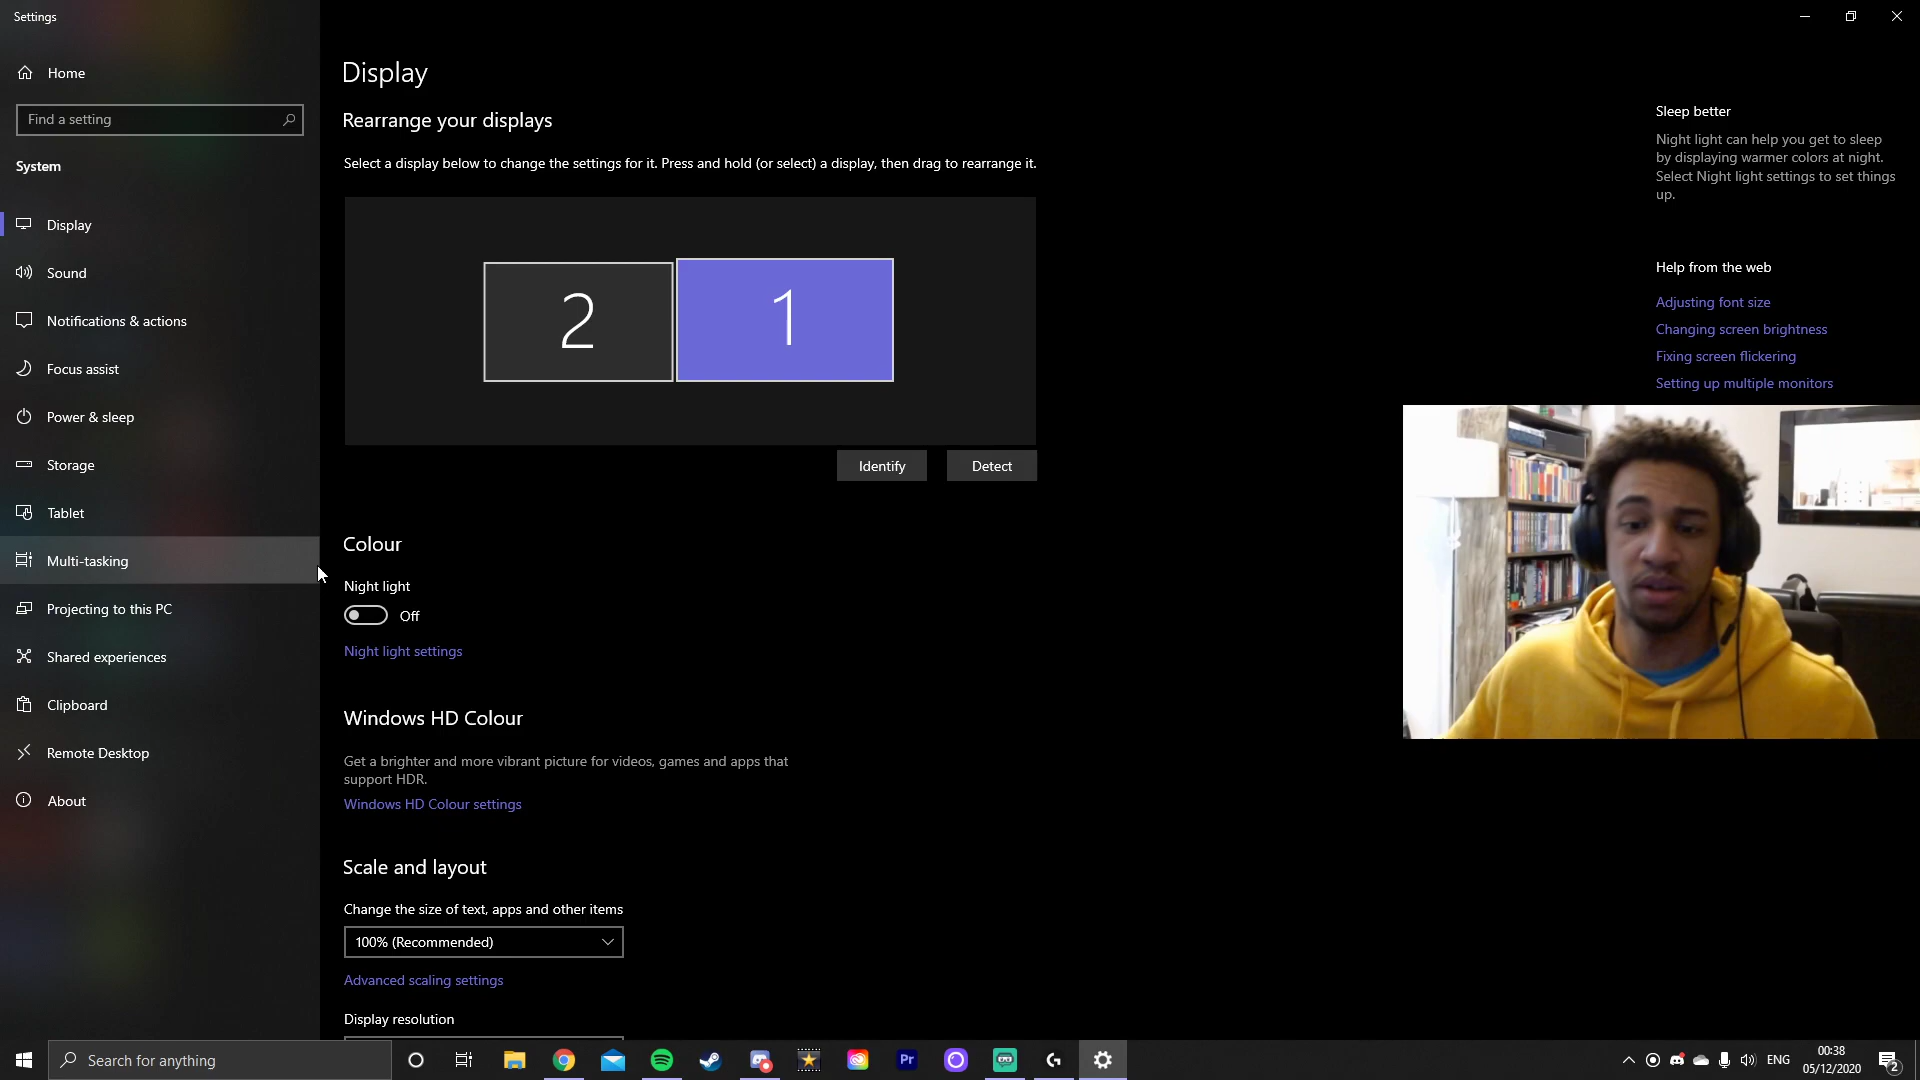 Settings
Home
Find a setting
System
Display
Sound
Notifications & actions
Focus assist
Power & sleep
Storage
Tablet
Multi-tasking
Projecting to this PC
Shared experiences
Clipboard
Remote Desktop
About
Display
Rearrange your displays
Select a display below to change the settings for it. Press and hold (or select) a display, then drag to rearrange it.
2
1
Identify
Detect
Colour
Night light
Off
Night light settings
Windows HD Colour
Get a brighter and more vibrant picture for videos, games and apps that
support HDR.
Windows HD Colour settings
Scale and layout
Change the size of text, apps and other items
100% (Recommended)
Advanced scaling settings
Display resolution
Sleep better
Night light can help you get to sleep
by displaying warmer colors at night.
Select Night light settings to set things
up.
Help from the web
Adjusting font size
Changing screen brightness
Fixing screen flickering
Setting up multiple monitors
Search for anything
Pr
ENG
00:38
05/12/2020
2